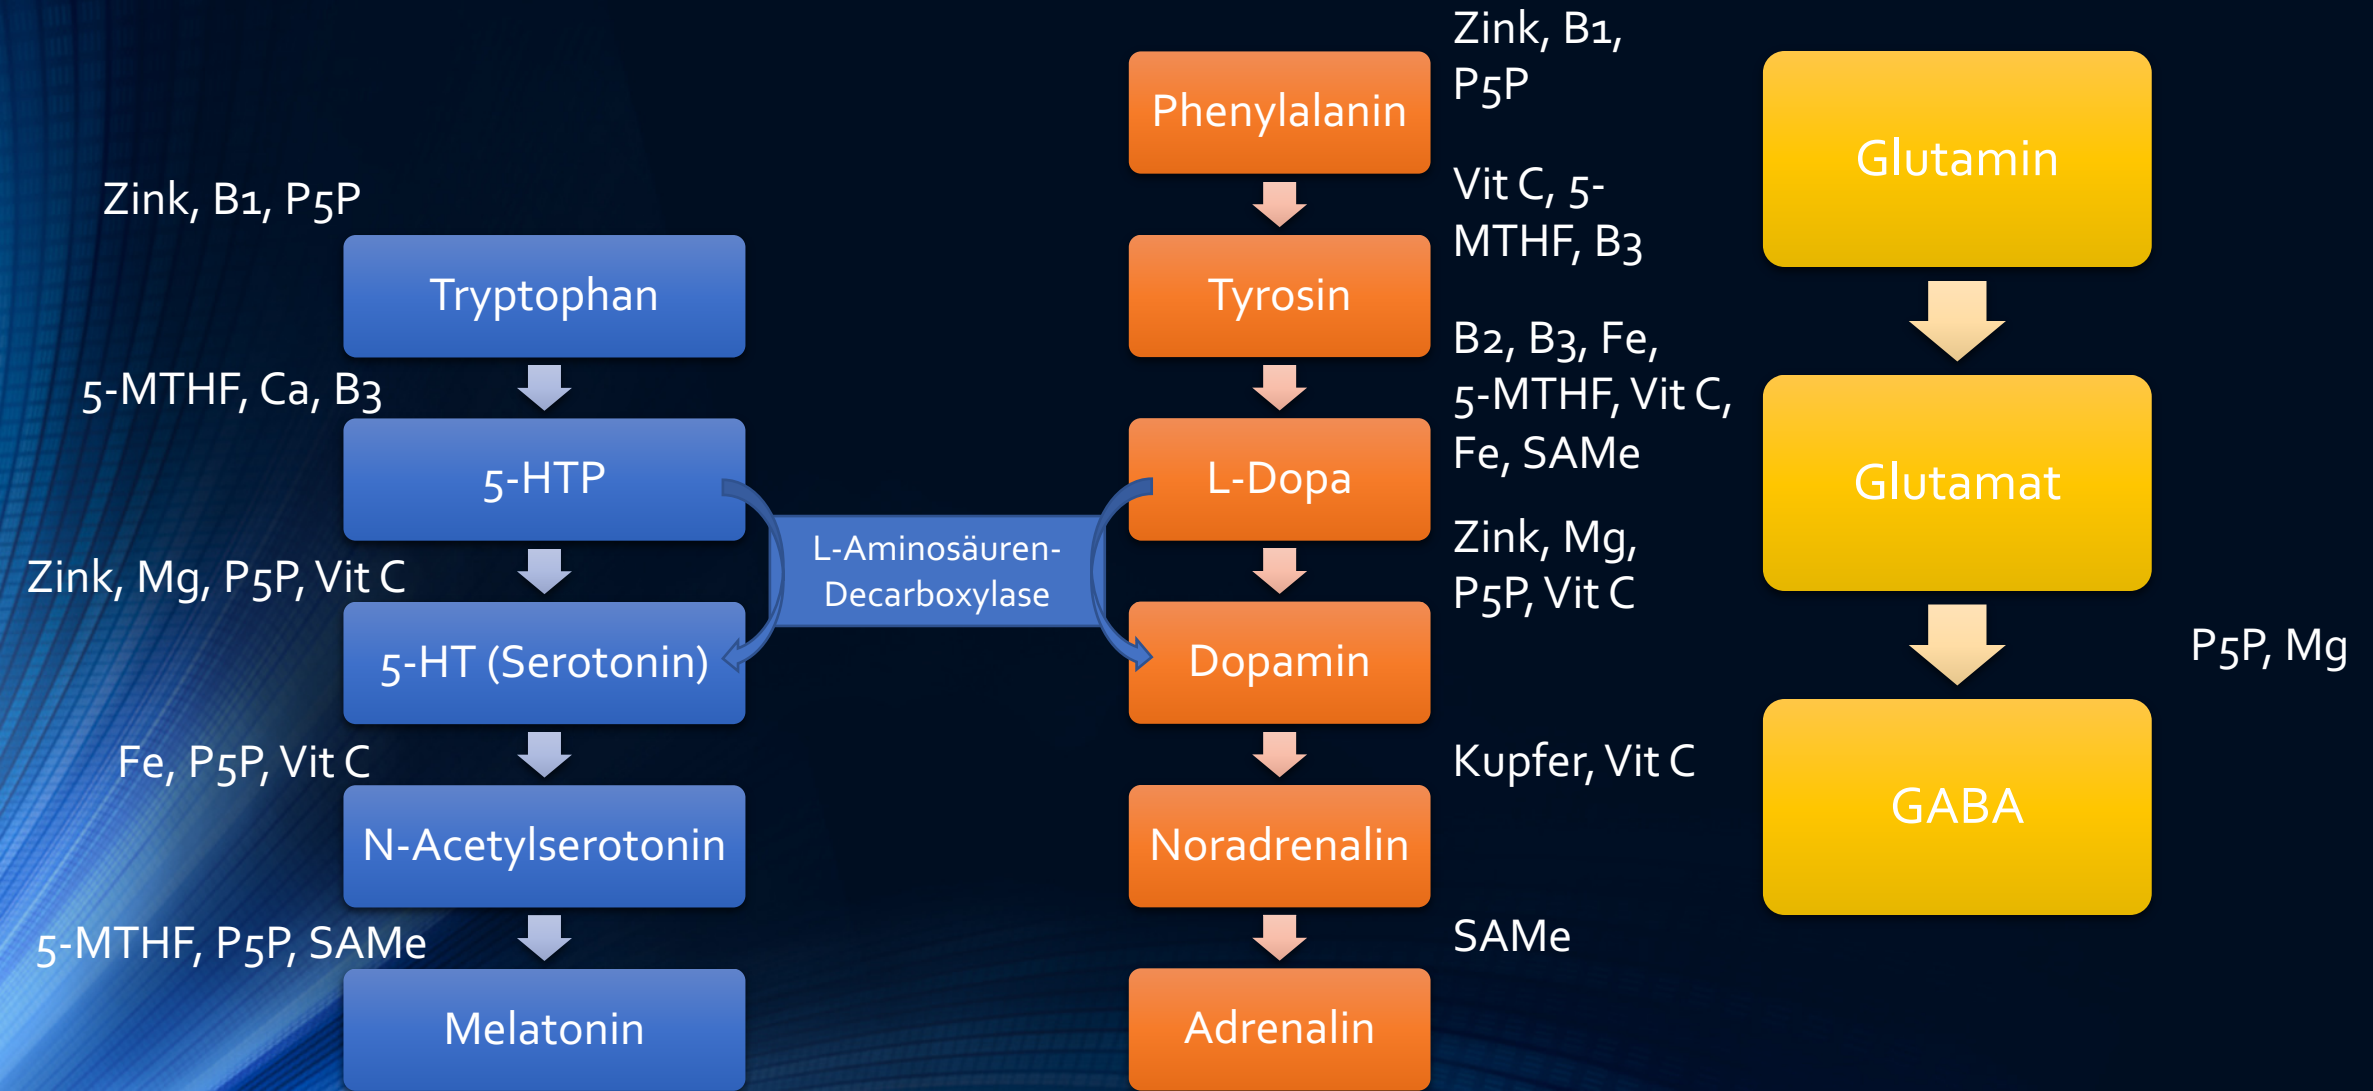 Zink, B1, P5P
Tryptophan
5-MTHF, Ca, B3
5-HTP
Zink, Mg, P5P, Vit C
5-HT (Serotonin)
Fe, P5P, Vit C
N-Acetylserotonin
5-MTHF, P5P, SAMe
Melatonin
L-Aminosäuren-
Decarboxylase
Zink, B1,
P5P
Phenylalanin
Vit C, 5-
MTHF, B3
Tyrosin
B2, B3, Fe,
5-MTHF, Vit C,
Fe, SAMe
L-Dopa
Zink, Mg,
P5P, Vit C
Dopamin
Kupfer, Vit C
Noradrenalin
SAMe
Adrenalin
Glutamin
Glutamat
P5P, Mg
GABA